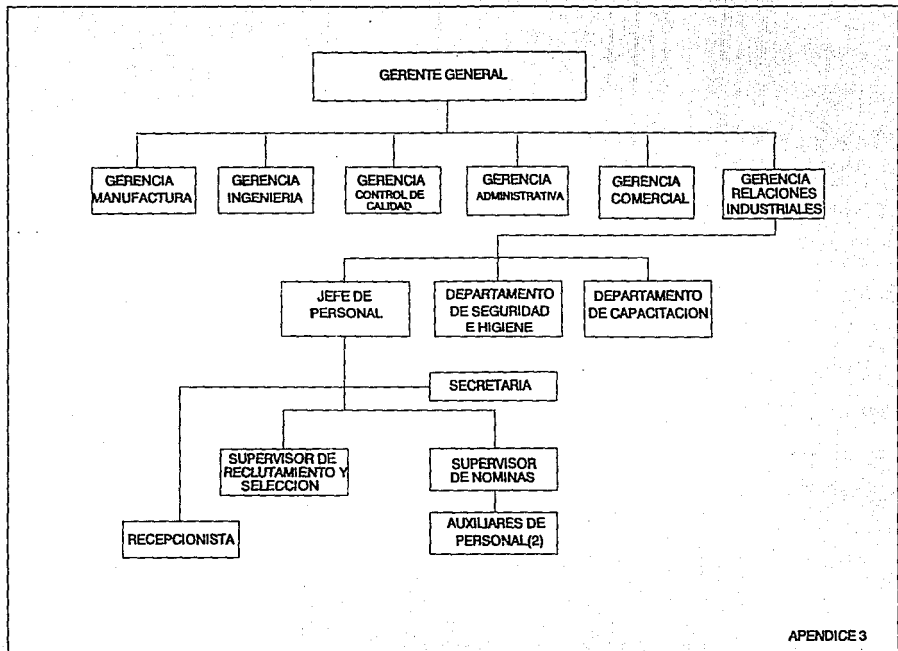 GERENTE GENERAL
GERENCIA
MANUFACTURA
GERENCIA
INGENIERIA
GERENCIA
CONTROL DE
CALIDAD
GERENCIA
ADMINISTRATIVA
GERENCIA
COMERCIAL
GERENCIA
RELACIONES
INDUSTRIALES
JEFE DE
PERSONAL
DEPARTAMENTO
DE SEGURIDAD
E HIGIENE
DEPARTAMENTO
DE CAPACITACION
SECRETARIA
SUPERVISOR DE
RECLUTAMIENTO Y
SELECCION
SUPERVISOR
DE NOMINAS
RECEPCIONISTA
AUXILIARES DE
PERSONAL(2)
APENDICE 3